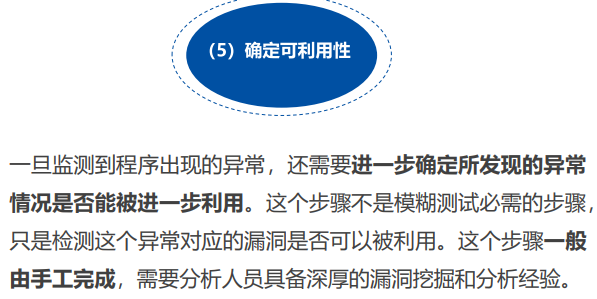 （5）确定可利用性
一旦监测到程序出现的异常，还需要进一步确定所发现的异常
情况是否能被进一步利用。这个步骤不是模糊测试必需的步骤，
只是检测这个异常对应的漏洞是否可以被利用。这个步骤一般
由手工完成，需要分析人员具备深厚的漏洞挖掘和分析经验。